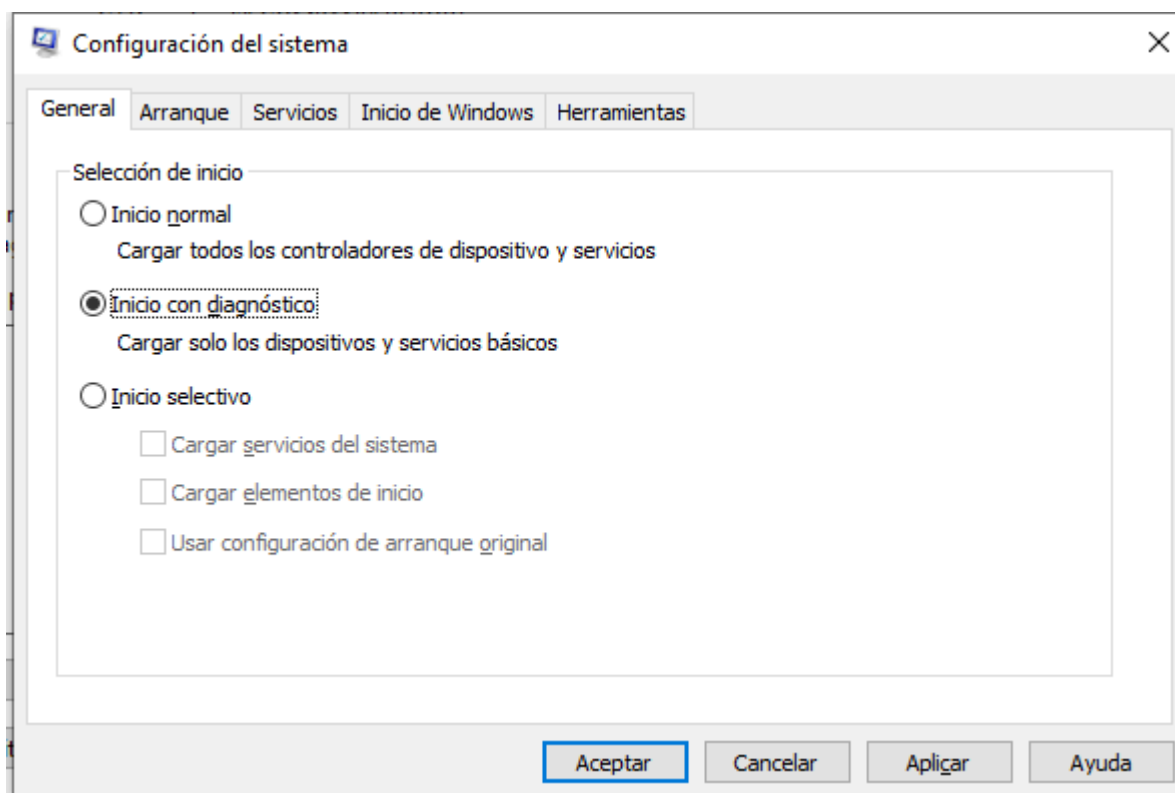 Configuración del sistema
General Arranque Servicios Inicio de Windows Herramientas
Selección de inicio
Inicio normal
Cargar todos los controladores de dispositivo y servicios
Inicio con diagnóstico
Cargar solo los dispositivos y servicios básicos
Inicio selectivo
Cargar servicios del sistema
Cargar elementos de inicio
Usar configuración de arranque original
Aceptar Cancelar Aplicar Ayuda